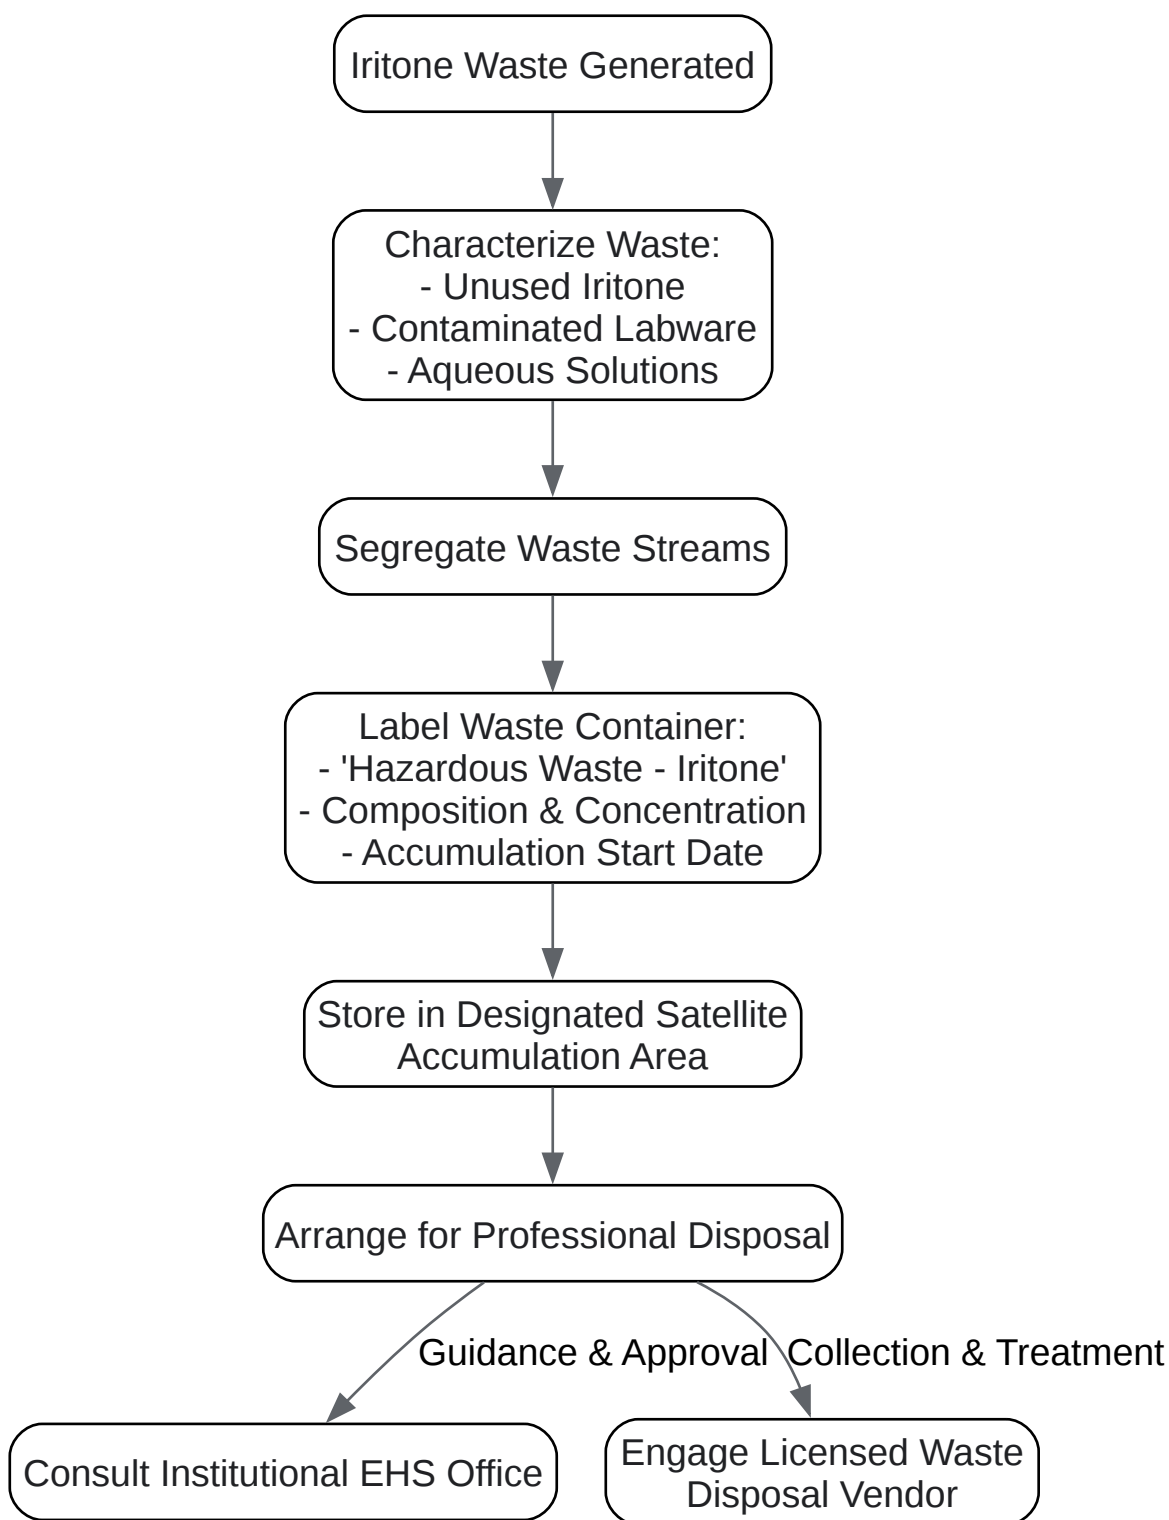 Iritone Waste Generated
Characterize Waste:
- Unused Iritone
- Contaminated Labware
- Aqueous Solutions
Segregate Waste Streams
Label Waste Container:
- 'Hazardous Waste - Iritone'
- Composition & Concentration
- Accumulation Start Date
Store in Designated Satellite
Accumulation Area
Arrange for Professional Disposal
Guidance & Approval
Collection & Treatment
Consult Institutional EHS Office
Engage Licensed Waste
Disposal Vendor